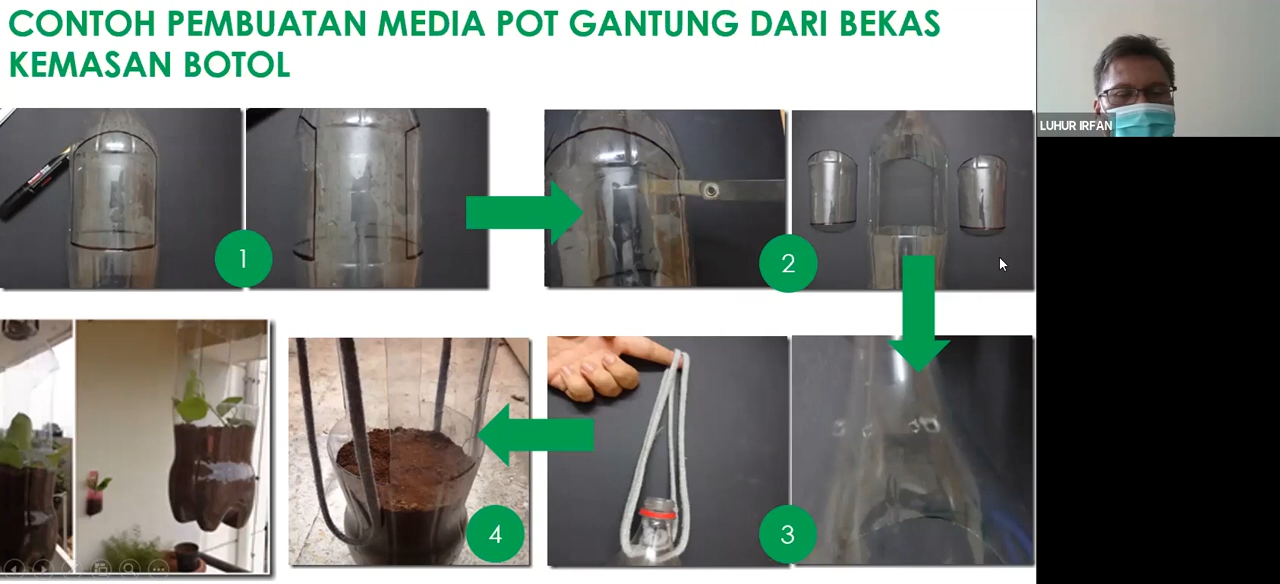 CONTOH PEMBUATAN MEDIA POT GANTUNG DARI BEKAS
KEMASAN BOTOL
LUHUR IRFAN
1
2
4
3